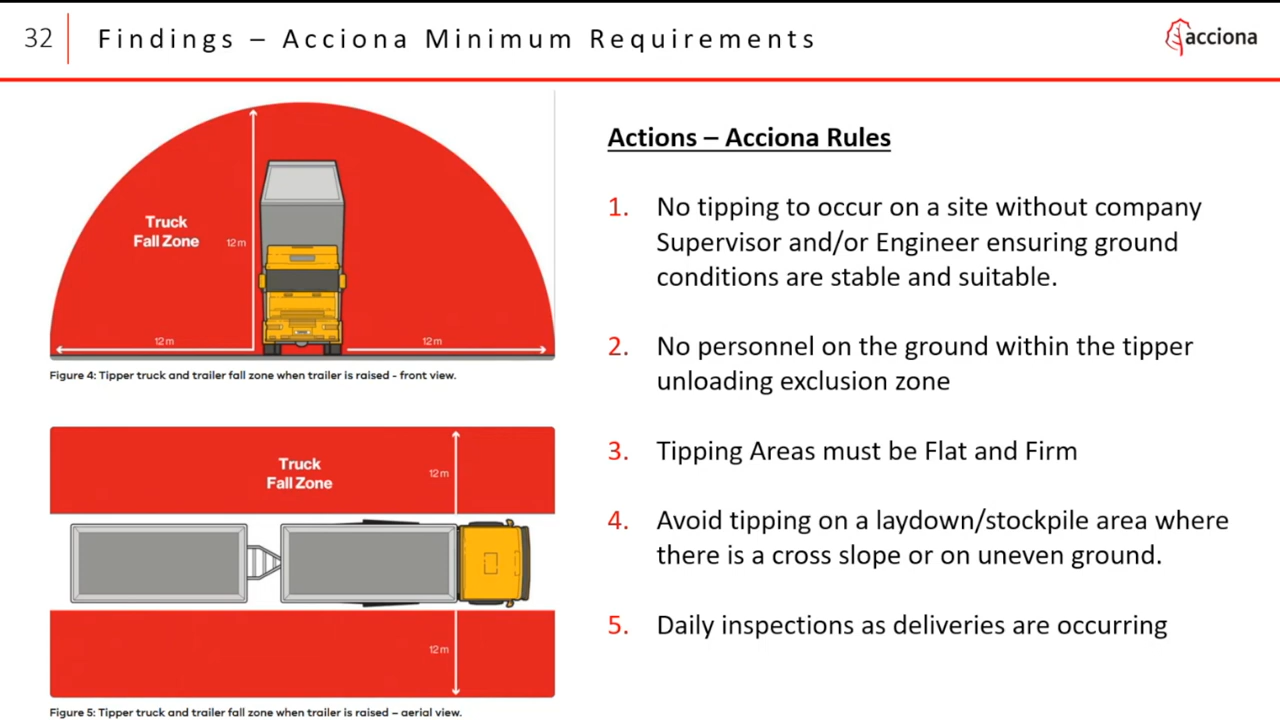 32
Findings – Acciona Minimum Requirements
acciona
Truck
Fall Zone
12m
12m
12m
Figure 4: Tipper truck and trailer fall zone when trailer is raised - front view.
Truck
Fall Zone
12m
12m
Figure 5: Tipper truck and trailer fall zone when trailer is raised – aerial view.
Actions – Acciona Rules
1. No tipping to occur on a site without company
Supervisor and/or Engineer ensuring ground
conditions are stable and suitable.
2. No personnel on the ground within the tipper
unloading exclusion zone
3. Tipping Areas must be Flat and Firm
4. Avoid tipping on a laydown/stockpile area where
there is a cross slope or on uneven ground.
5. Daily inspections as deliveries are occurring